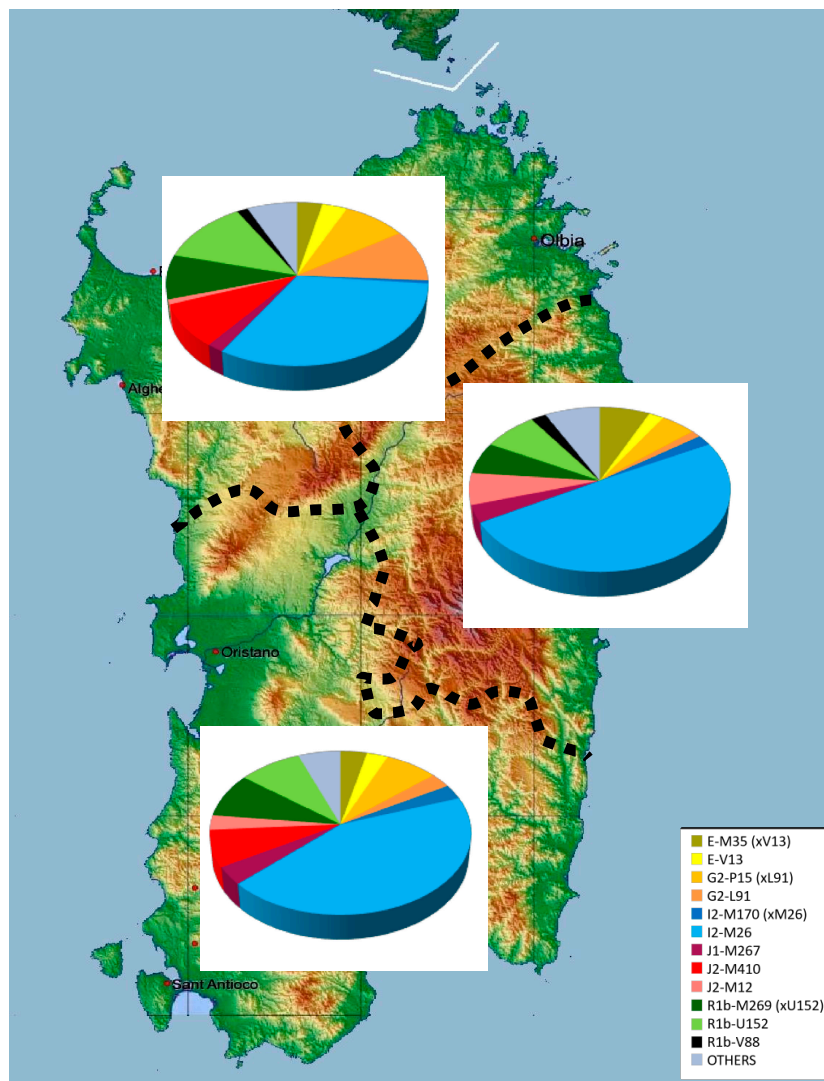 Olbia
Alghe
Oristano
Sant Antioco
E-M35 (xV13)
E-V13
G2-P15 (xL91)
G2-L91
I2-M170 (xM26)
I2-M26
J1-M267
J2-M410
J2-M12
R1b-M269 (xU152)
R1b-U152
R1b-V88
OTHERS